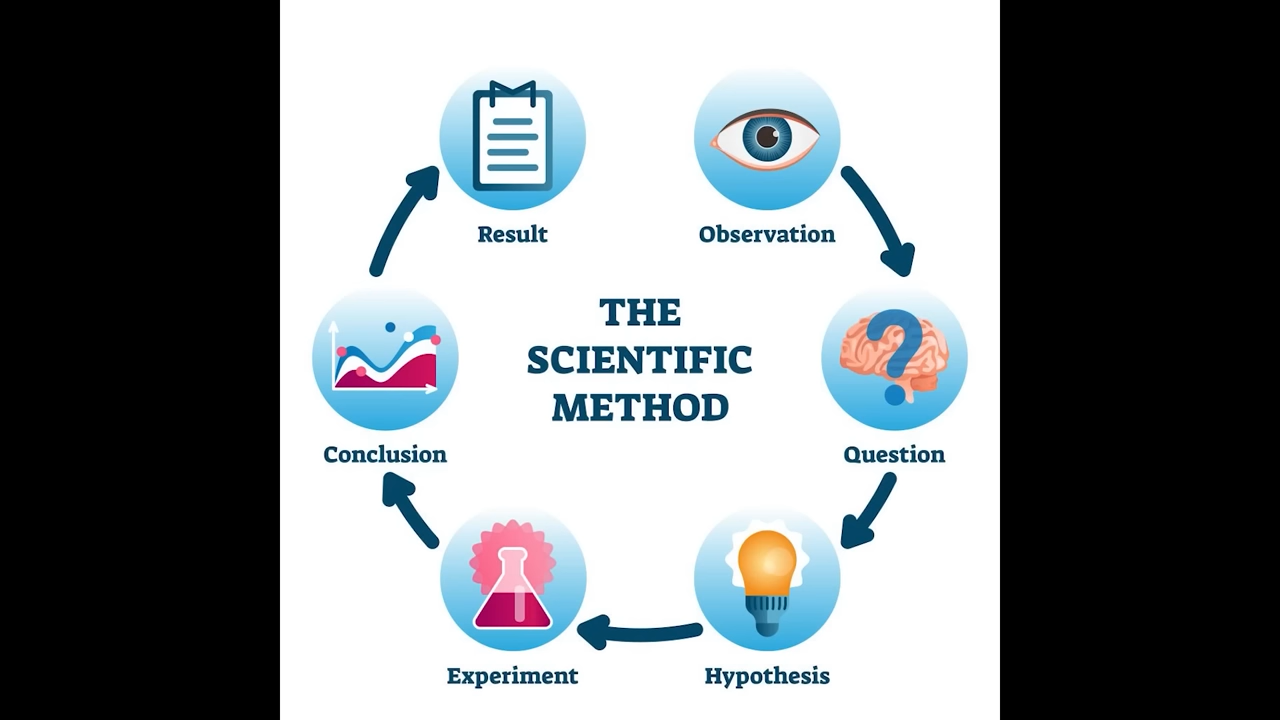 Result
Observation
THE
SCIENTIFIC
METHOD
Conclusion
Question
Experiment
Hypothesis